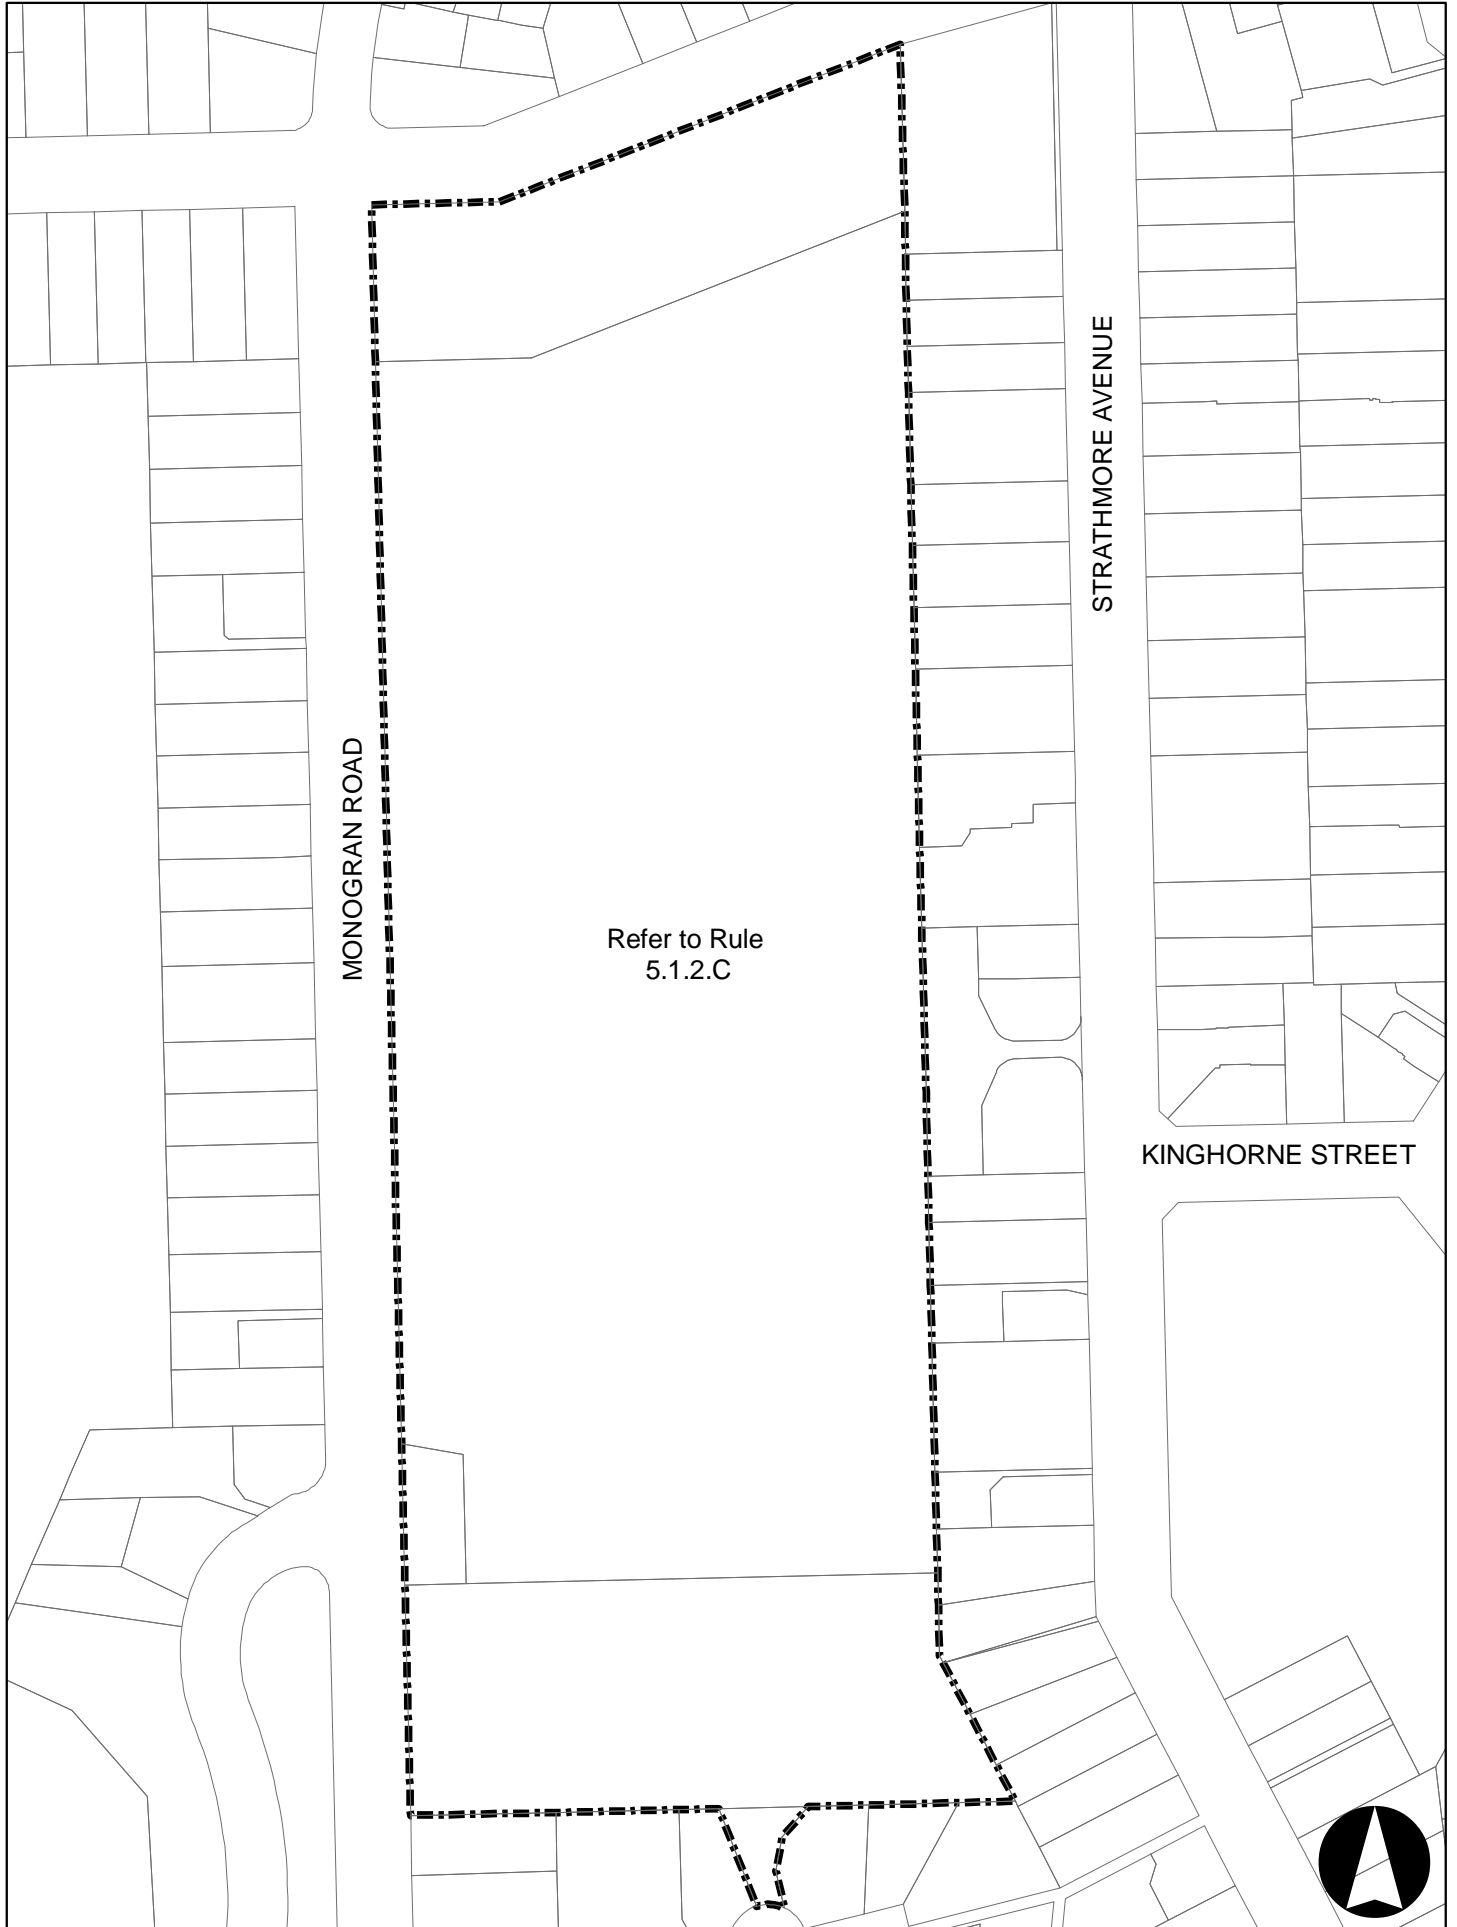 STRATHMORE AVENUE
MONOGRAN ROAD
Refer to Rule
5.1.2.C
KINGHORNE STREET